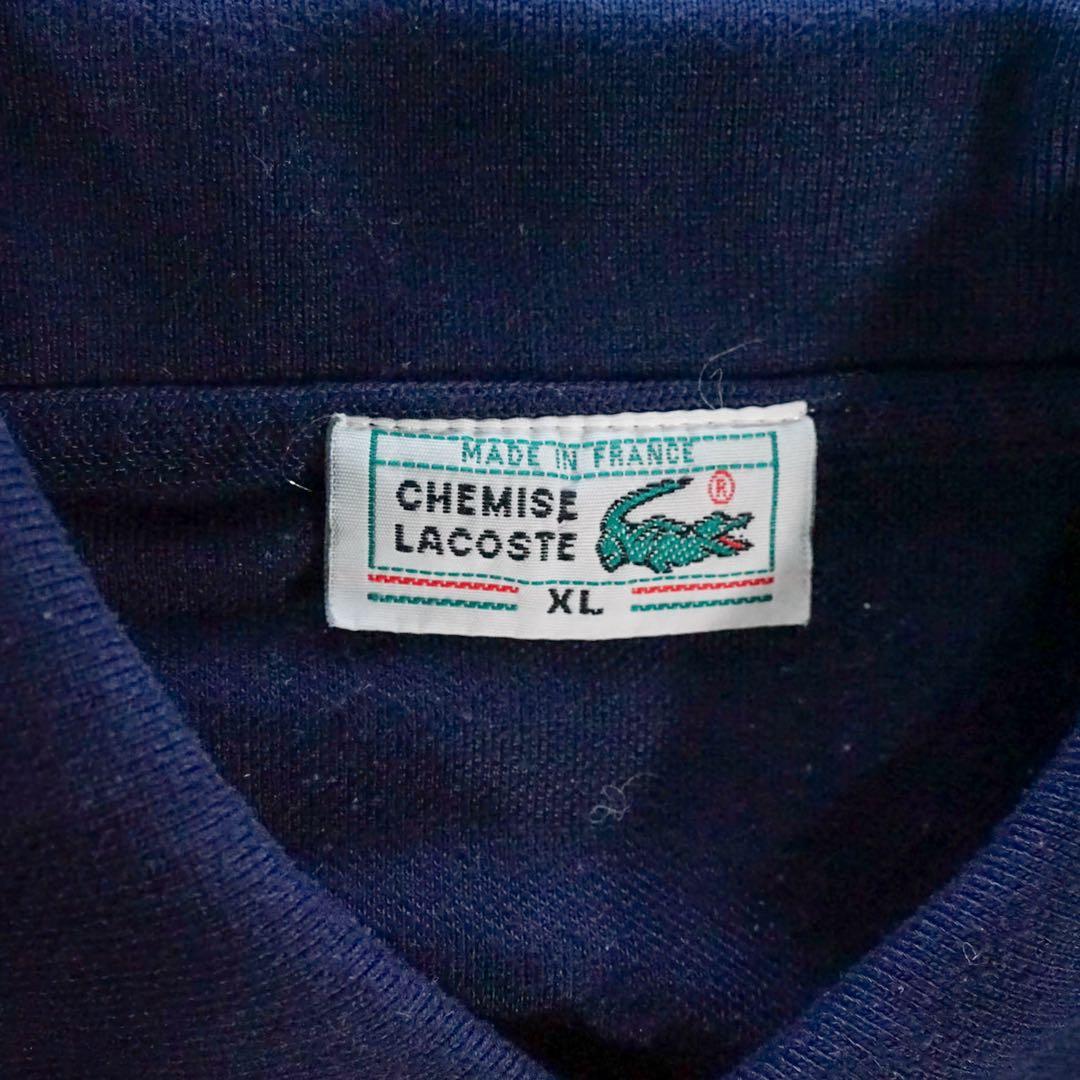 MADE IN FRANCE
CHEMISE
LACOSTE
®
XL